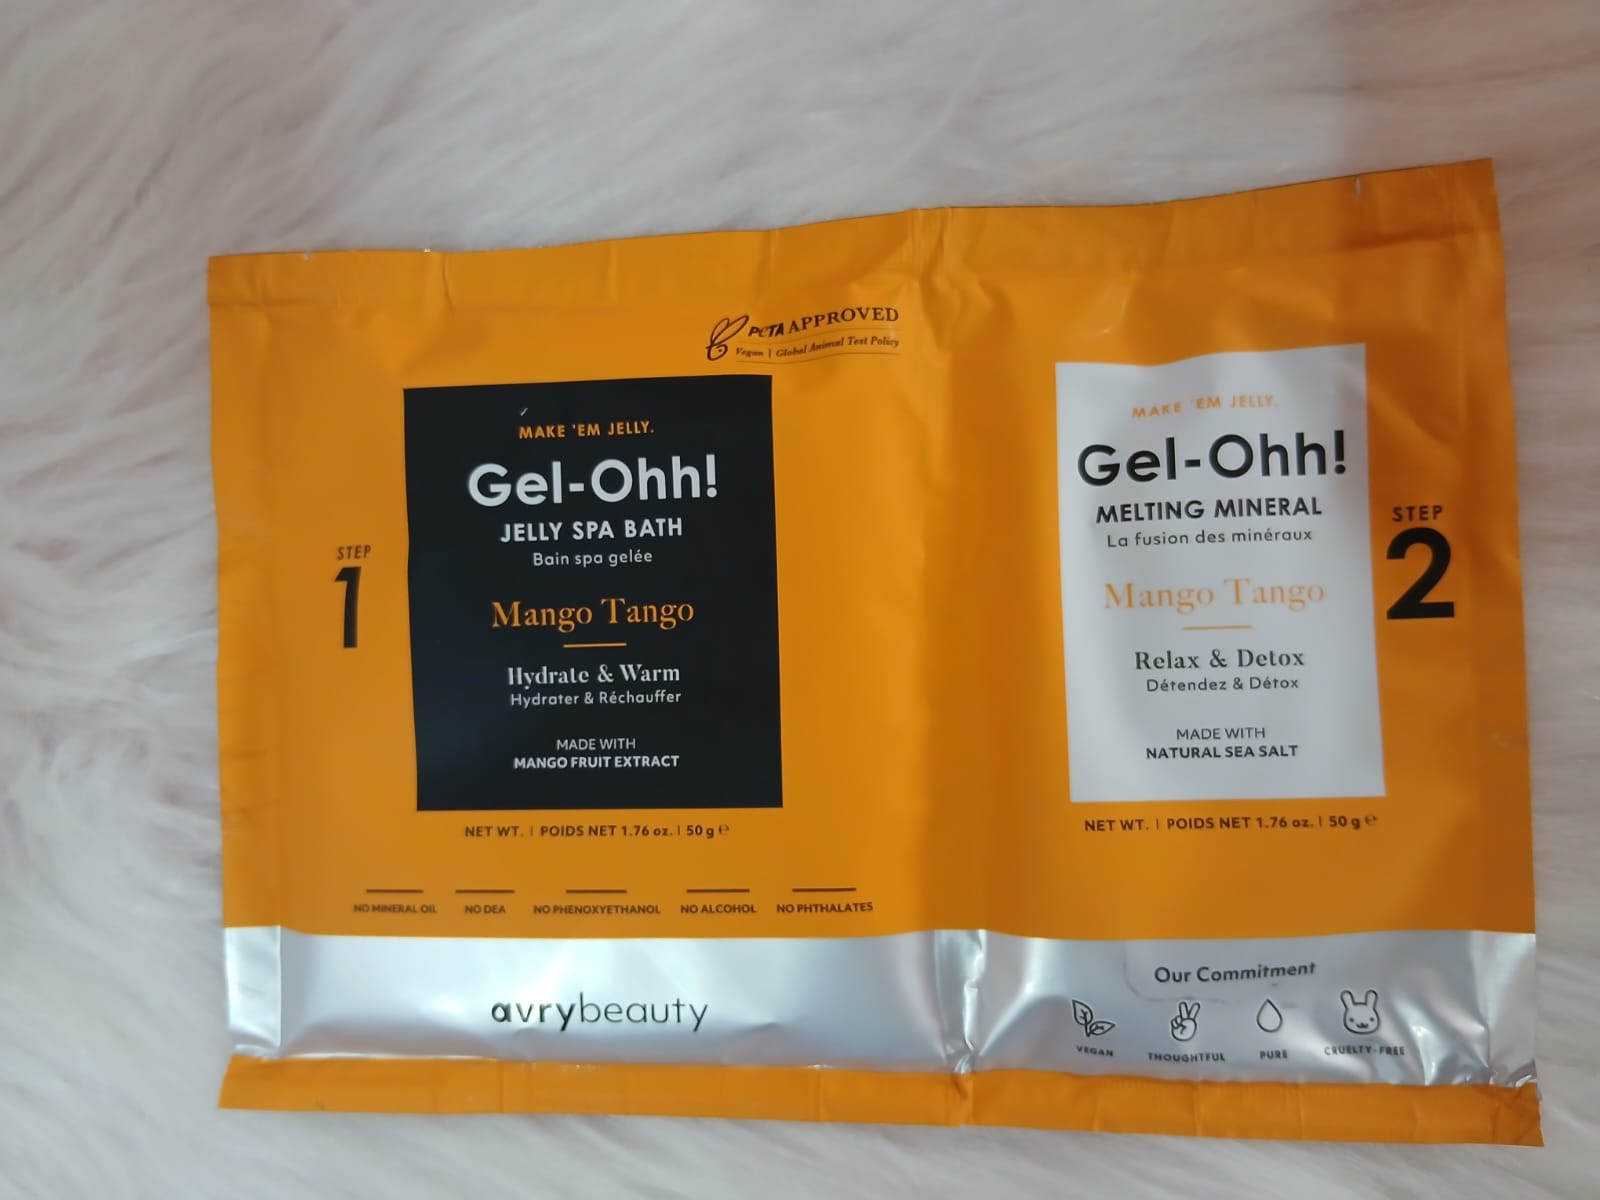 PETA APPROVED
Vegan | Global Animal Test Policy
MAKE 'EM JELLY.
Gel-Ohh!
JELLY SPA BATH
Bain spa gelée
Mango Tango
Hydrate & Warm
Hydrater & Réchauffer
MADE WITH
MANGO FRUIT EXTRACT
STEP
1
NET WT. | POIDS NET 1.76 oz. | 50 g ℮
NO MINERAL OIL NO DEA NO PHENOXYETHANOL NO ALCOHOL NO PHTHALATES
avrybeauty
MAKE 'EM JELLY.
Gel-Ohh!
MELTING MINERAL
La fusion des minéraux
Mango Tango
Relax & Detox
Détendez & Détox
MADE WITH
NATURAL SEA SALT
STEP
2
NET WT. | POIDS NET 1.76 oz. | 50 g ℮
Our Commitment
VEGAN THOUGHTFUL PURE CRUELTY-FREE